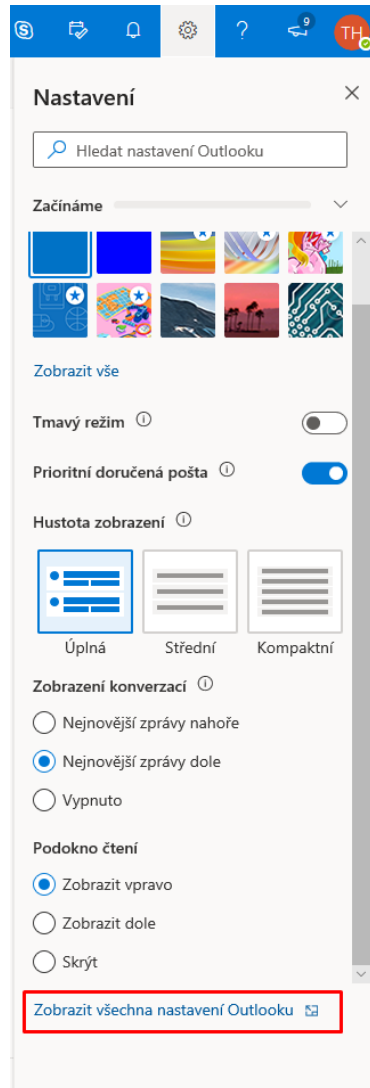 9
TH
Nastavení
Hledat nastavení Outlooku
Začínáme
Zobrazit vše
Tmavý režim
Prioritní doručená pošta
Hustota zobrazení
Úplná Střední Kompaktní
Zobrazení konverzací
Nejnovější zprávy nahoře
Nejnovější zprávy dole
Vypnuto
Podokno čtení
Zobrazit vpravo
Zobrazit dole
Skrýt
Zobrazit všechna nastavení Outlooku